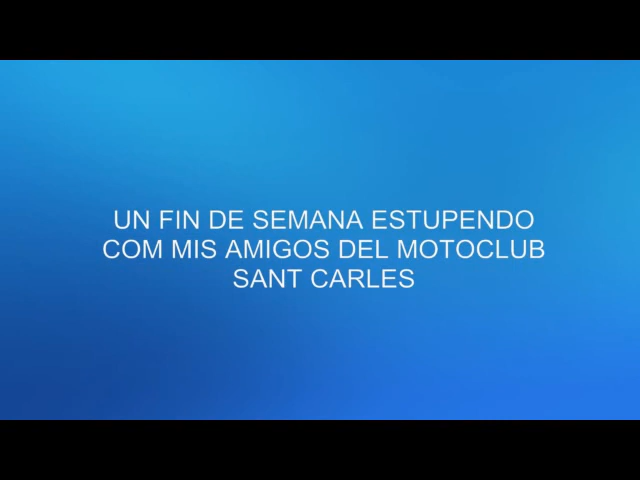 UN FIN DE SEMANA ESTUPENDO
COM MIS AMIGOS DEL MOTOCLUB
SANT CARLES